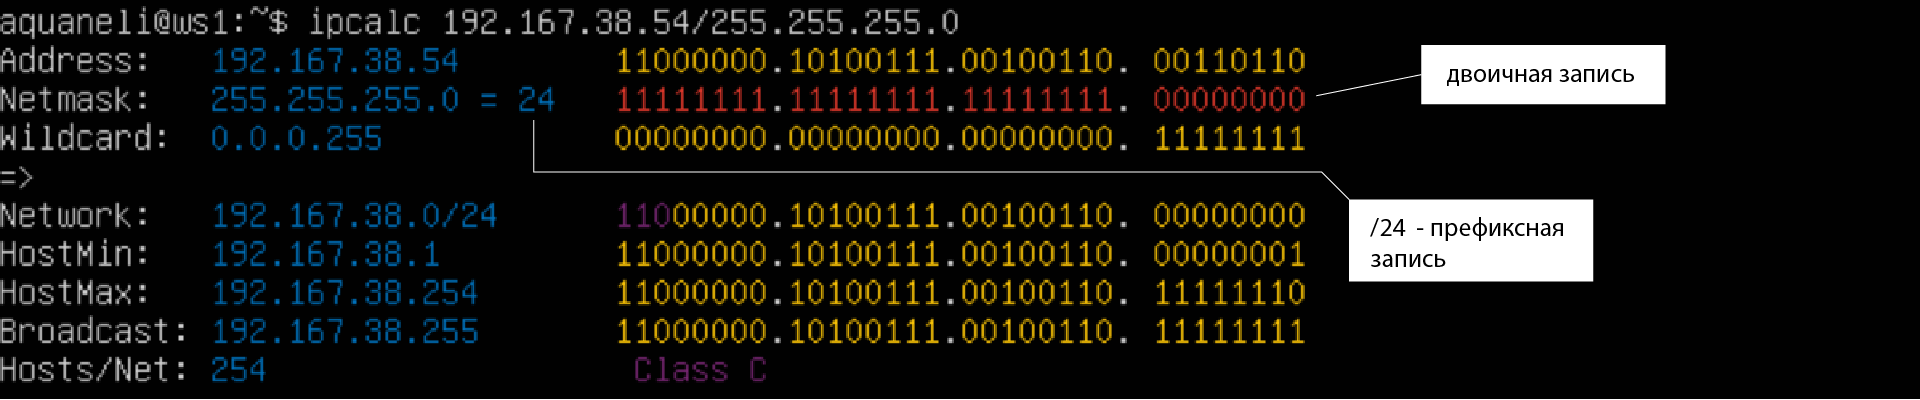 aquaneli@ws1:~$ ipcalc 192.167.38.54/255.255.255.0
Address: 192.167.38.54 11000000.10100111.00100110. 00110110
двоичная запись
Netmask: 255.255.255.0 = 24 11111111.11111111.11111111. 00000000
Wildcard: 0.0.0.255 00000000.00000000.00000000. 11111111
=>
Network: 192.167.38.0/24 11000000.10100111.00100110. 00000000
/24 - префиксная
запись
HostMin: 192.167.38.1 11000000.10100111.00100110. 00000001
HostMax: 192.167.38.254 11000000.10100111.00100110. 11111110
Broadcast: 192.167.38.255 11000000.10100111.00100110. 11111111
Hosts/Net: 254 Class C